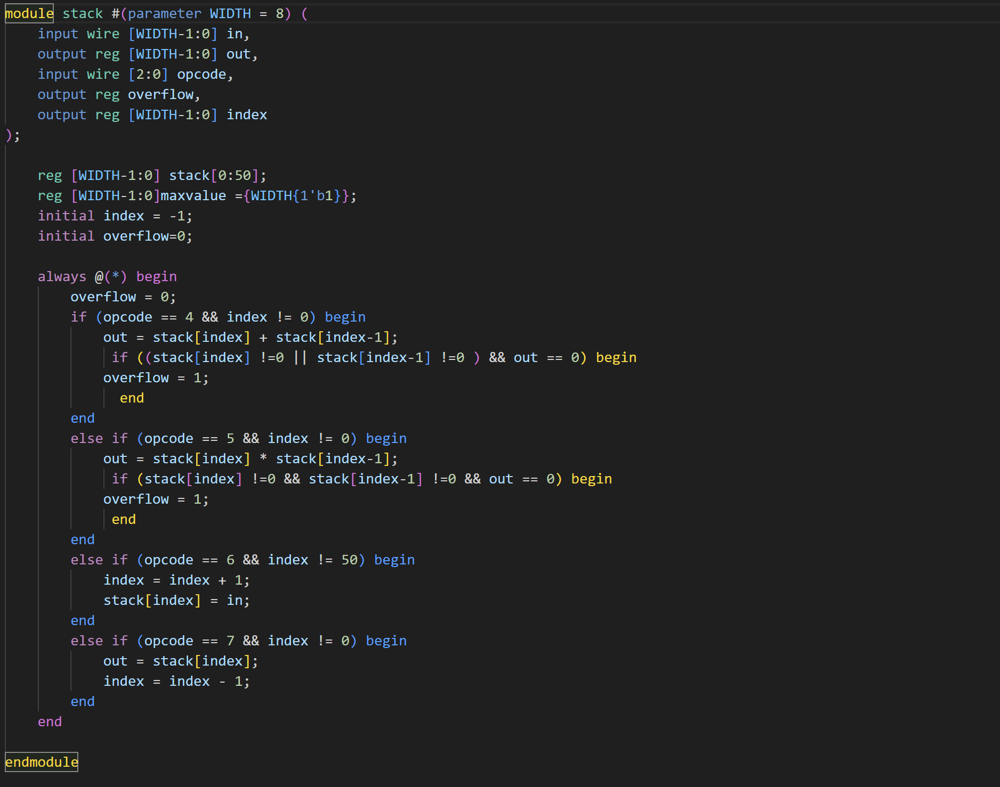 module stack #(parameter WIDTH = 8) (
    input wire [WIDTH-1:0] in,
    output reg [WIDTH-1:0] out,
    input wire [2:0] opcode,
    output reg overflow,
    output reg [WIDTH-1:0] index
);

    reg [WIDTH-1:0] stack[0:50];
    reg [WIDTH-1:0]maxvalue ={WIDTH{1'b1}};
    initial index = -1;
    initial overflow=0;

    always @(*) begin
        overflow = 0;
        if (opcode == 4 && index != 0) begin
            out = stack[index] + stack[index-1];
             if ((stack[index] !=0 || stack[index-1] !=0 ) && out == 0) begin
            overflow = 1;
              end
        end
        else if (opcode == 5 && index != 0) begin
            out = stack[index] * stack[index-1];
             if (stack[index] !=0 && stack[index-1] !=0 && out == 0) begin
            overflow = 1;
             end
        end
        else if (opcode == 6 && index != 50) begin
            index = index + 1;
            stack[index] = in;
        end
        else if (opcode == 7 && index != 0) begin
            out = stack[index];
            index = index - 1;
        end
    end

endmodule